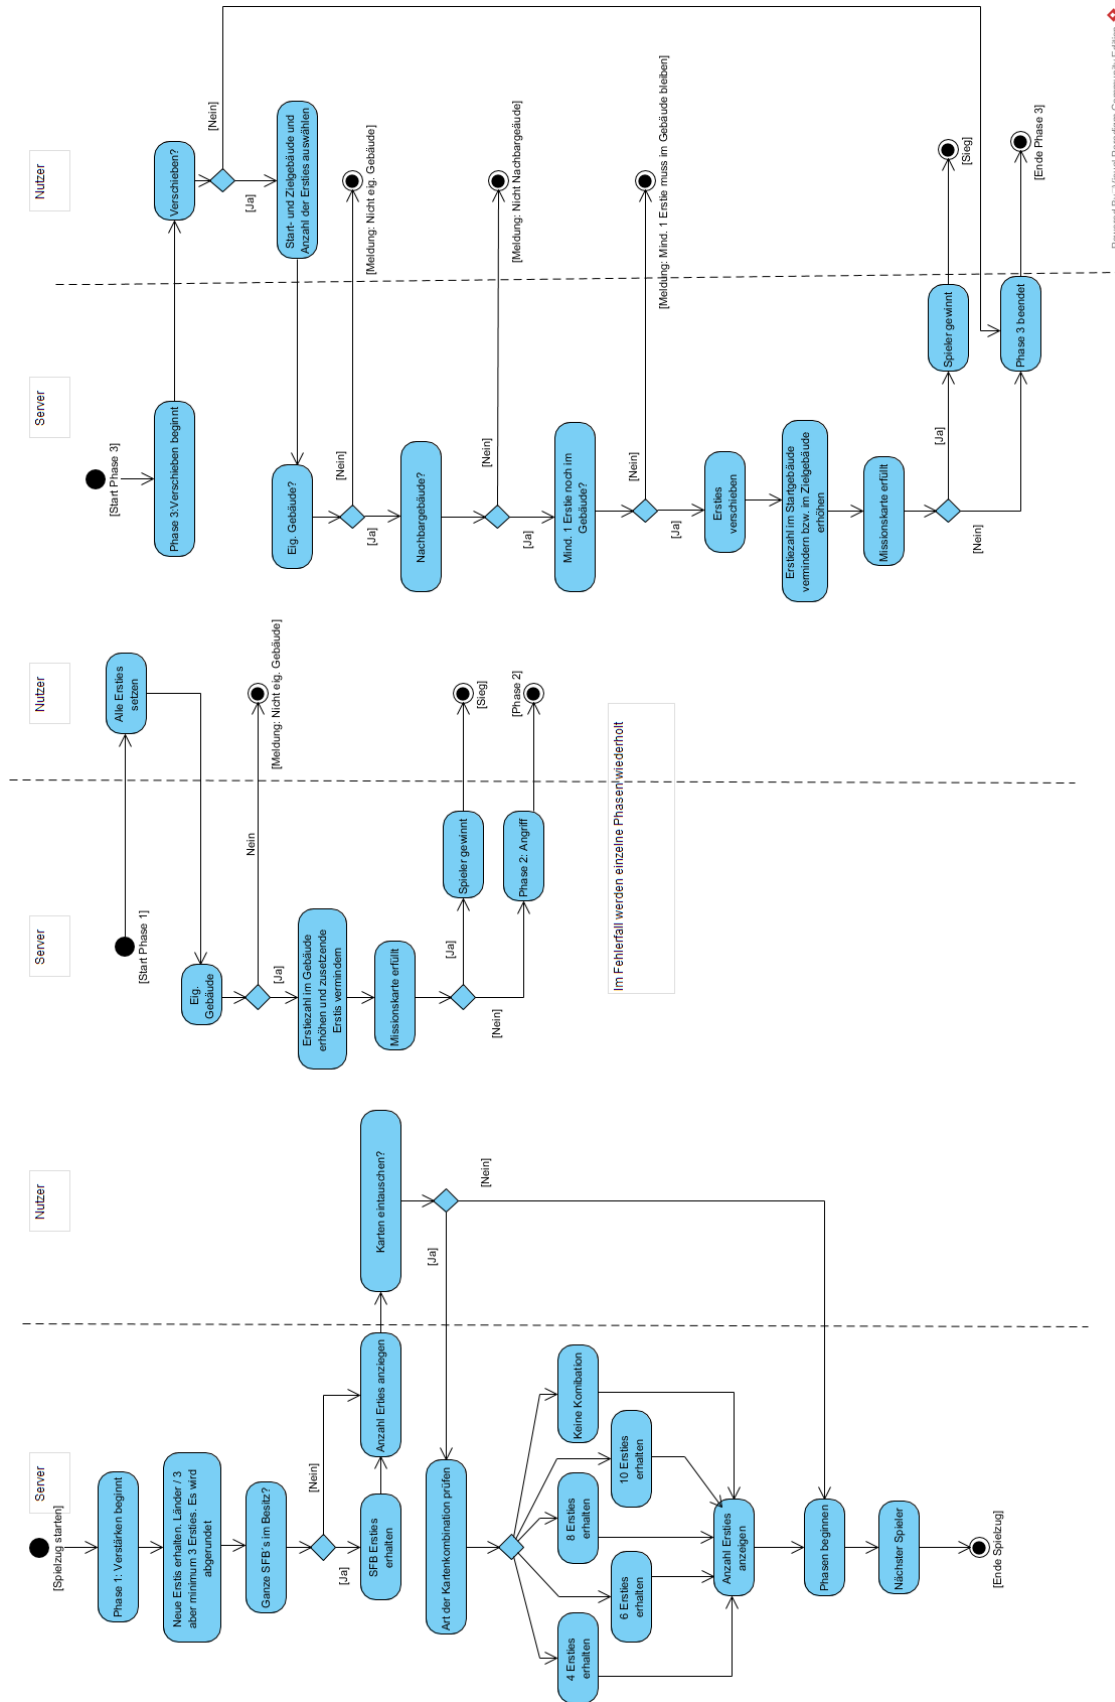 Server
Nutzer
[Spielzug starten]
Phase 1: Verstärken beginnt
Neue Erstis erhalten. Länder / 3
aber minimum 3 Ersties. Es wird
abgerundet
Ganze SFB's im Besitz?
[Nein]
[Ja]
SFB Ersties
erhalten
Anzahl Erties anziegen
Karten eintauschen?
[Ja]
[Nein]
Art der Kartenkombination prüfen
4 Ersties
erhalten
6 Ersties
erhalten
8 Ersties
erhalten
10 Ersties
erhalten
Keine Komibation
Anzahl Ersties
anzeigen
Phasen beginnen
Nächster Spieler
[Ende Spielzug]
Server
Nutzer
[Start Phase 1]
Alle Ersties
setzen
Eig.
Gebäude
Nein
[Meldung: Nicht eig. Gebäude]
[Ja]
Erstiezahl im Gebäude
erhöhen und zusetzende
Erstis vermindern
Missionskarte erfüllt
[Ja]
Spieler gewinnt
[Sieg]
[Nein]
Phase 2: Angriff
[Phase 2]
Im Fehlerfall werden einzelne Phasen wiederholt
Server
Nutzer
[Start Phase 3]
Phase 3:Verschieben beginnt
Verschieben?
[Nein]
[Ja]
Start- und Zielgebäude und
Anzahl der Ersties auswählen
Eig. Gebäude?
[Nein]
[Meldung: Nicht eig. Gebäude]
[Ja]
Nachbargebäude?
[Nein]
[Meldung: Nicht Nachbargeäude]
[Ja]
Mind. 1 Erstie noch im
Gebäude?
[Nein]
[Meldung: Mind. 1 Erstie muss im Gebäude bleiben]
[Ja]
Ersties
verschieben
Erstiezahl im Startgebäude
vermindern bzw. im Zielgebäude
erhöhen
Missionskarte erfüllt
[Ja]
Spieler gewinnt
[Sieg]
[Nein]
Phase 3 beendet
[Ende Phase 3]